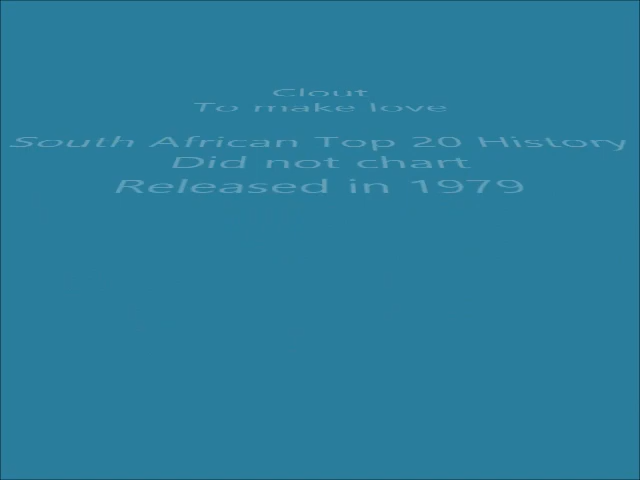 Clout
To make love
South African Top 20 History
Did not chart
Released in 1979